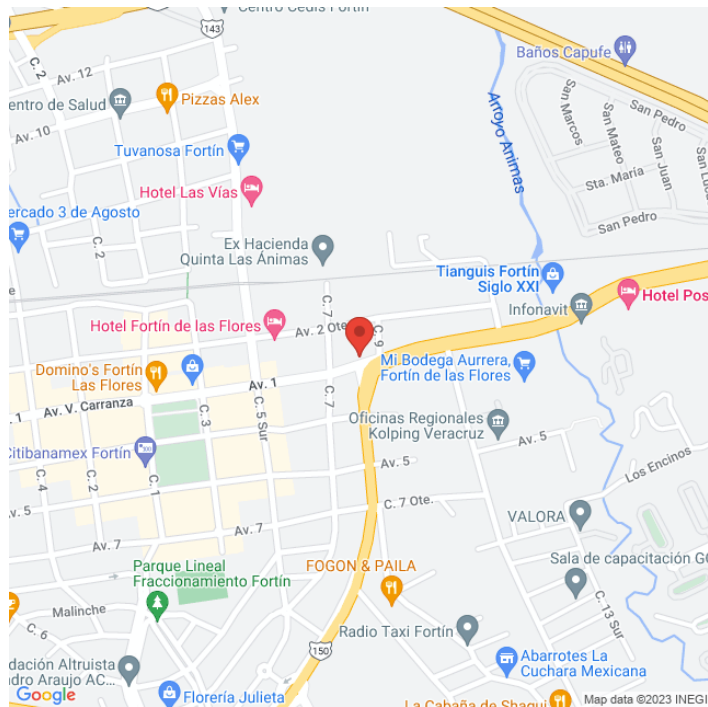 Centro Cedis Fortín
143
C. 2
Baños Capufe
Av. 12
Centro de Salud
Pizzas Alex
San Pedro
San Marcos
San Mateo
San Juan
San Luca
Av. 10
Arroyo Animas
Tuvanosa Fortín
Sta. María
Hotel Las Vías
Mercado 3 de Agosto
San Pedro
C. 2
Ex Hacienda
Quinta Las Ánimas
Tianguis Fortín
Siglo XXI
C. 7
Infonavit
Hotel Pos
Hotel Fortín de las Flores
Av. 2 Ote.
C. 9
Domino's Fortín
Las Flores
Mi Bodega Aurrera,
Fortín de las Flores
Av. 1
. 1
Av. V. Carranza
C. 3
C. 5 Sur
C. 7
Oficinas Regionales
Kolping Veracruz
Citibanamex Fortín
Av. 5
C. 4
C. 2
C. 1
Av. 5
Los Encinos
v. 5
C. 7 Ote.
VALORA
Av. 7
Av. 7
Sala de capacitación GO
Parque Lineal
Fraccionamiento Fortín
FOGON & PAILA
Malinche
C. 6
Radio Taxi Fortín
C. 13 Sur
150
dación Altruista
ndro Araujo AC...
Abarrotes La
Cuchara Mexicana
Google
Florería Julieta
La Cabaña de Shaqui
Map data ©2023 INEGI